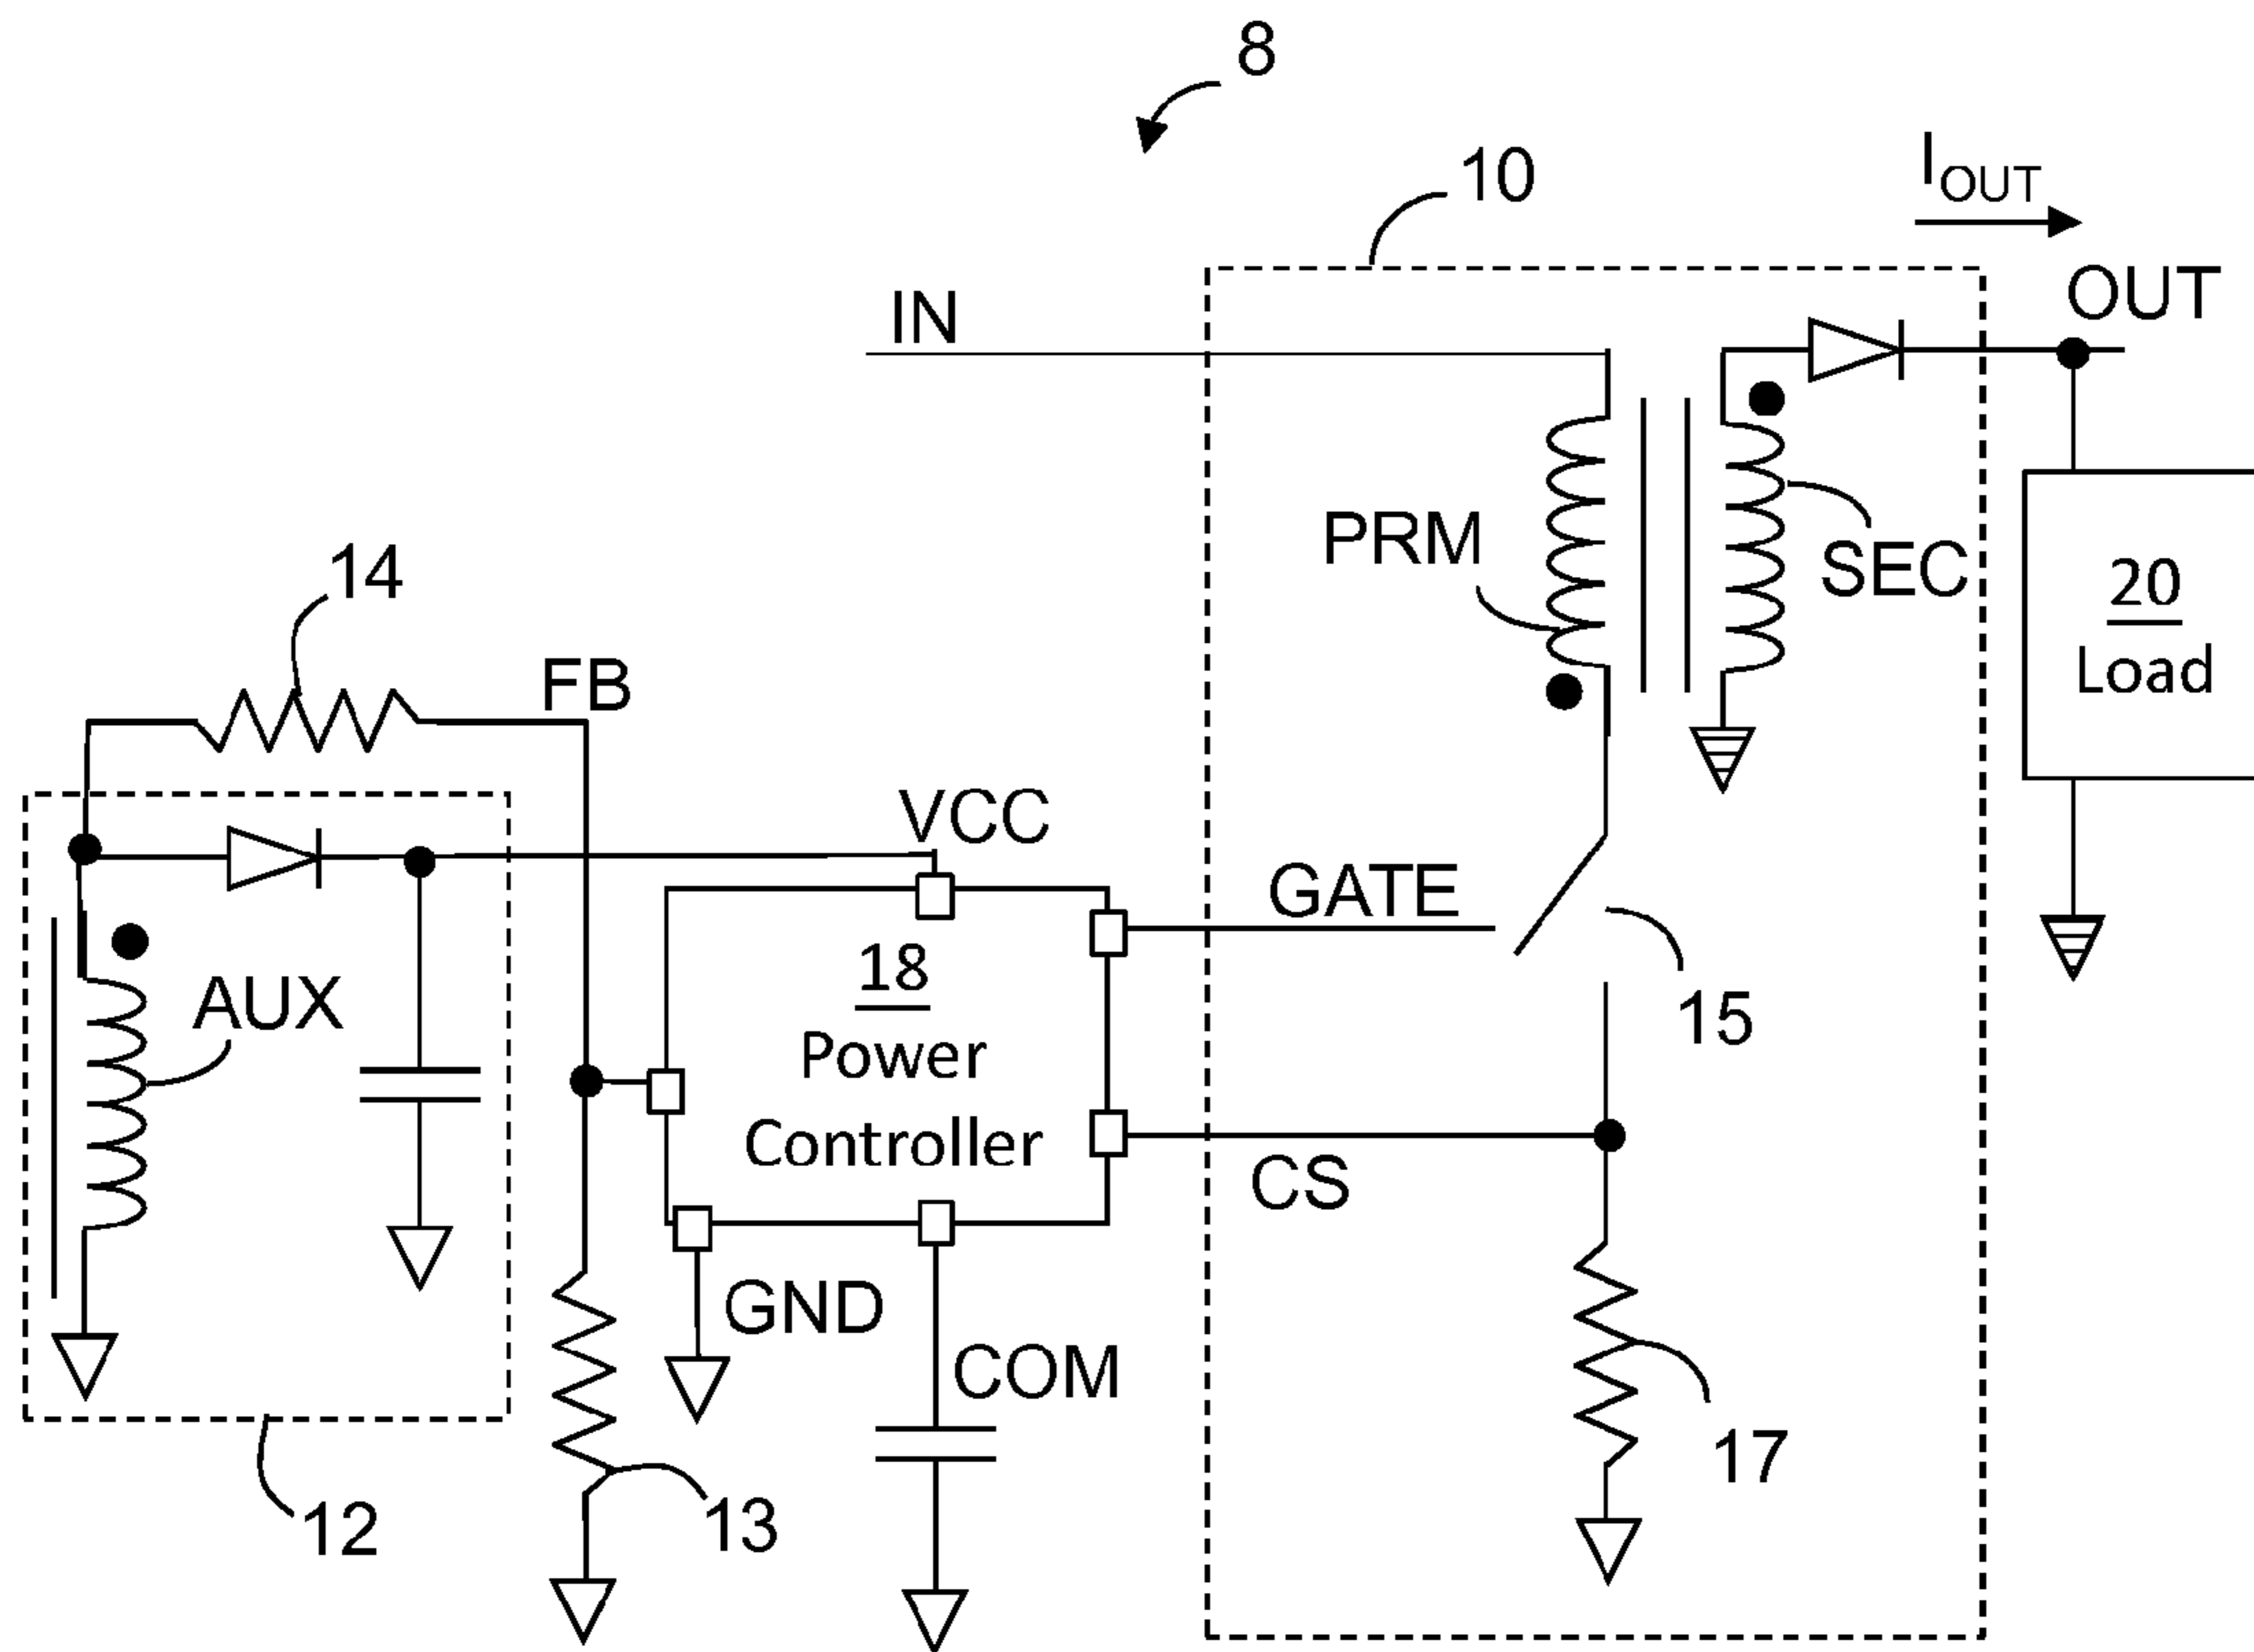 8
10
I_OUT
IN
OUT
PRM
SEC
20
Load
14
FB
VCC
GATE
18
Power
Controller
AUX
15
CS
GND
COM
17
12
13